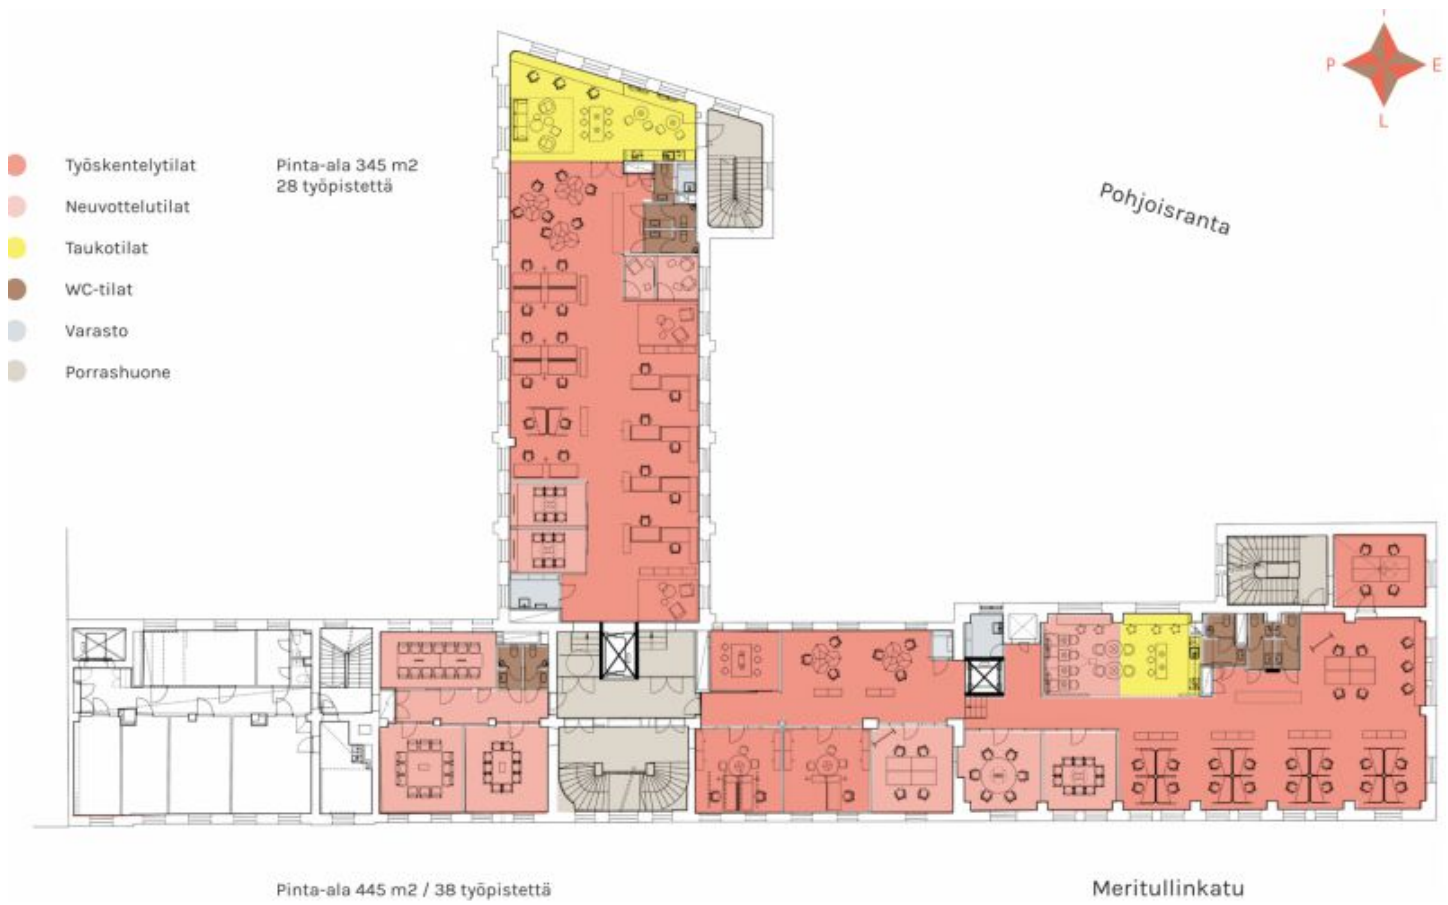 P
E
L
Työskentelytilat
Neuvottelutilat
Taukotilat
WC-tilat
Varasto
Porrashuone
Pinta-ala 345 m2
28 työpistettä
Pohjoisranta
Pinta-ala 445 m2 / 38 työpistettä
Meritullinkatu